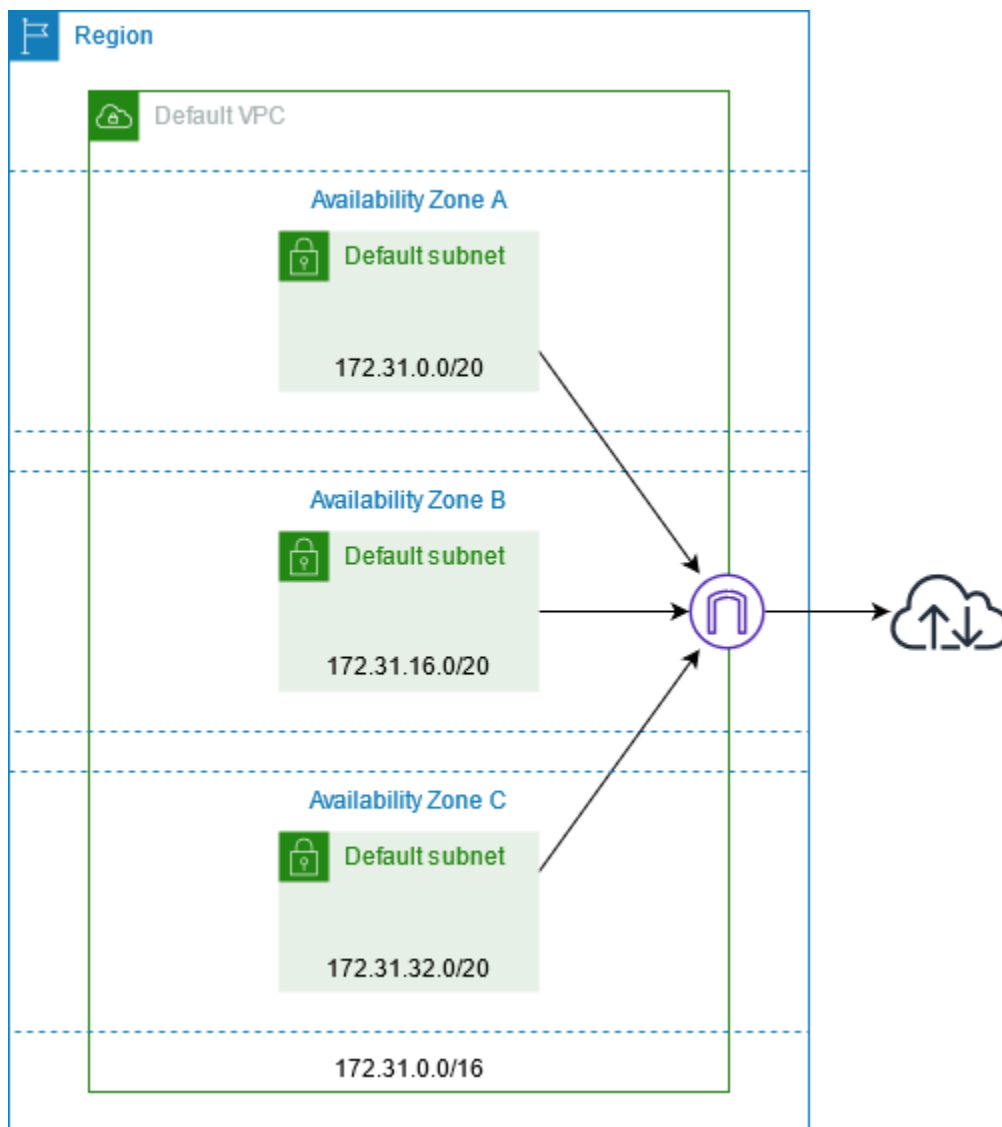 Region
Default VPC
Availability Zone A
Default subnet
172.31.0.0/20
Availability Zone B
Default subnet
172.31.16.0/20
Availability Zone C
Default subnet
172.31.32.0/20
172.31.0.0/16